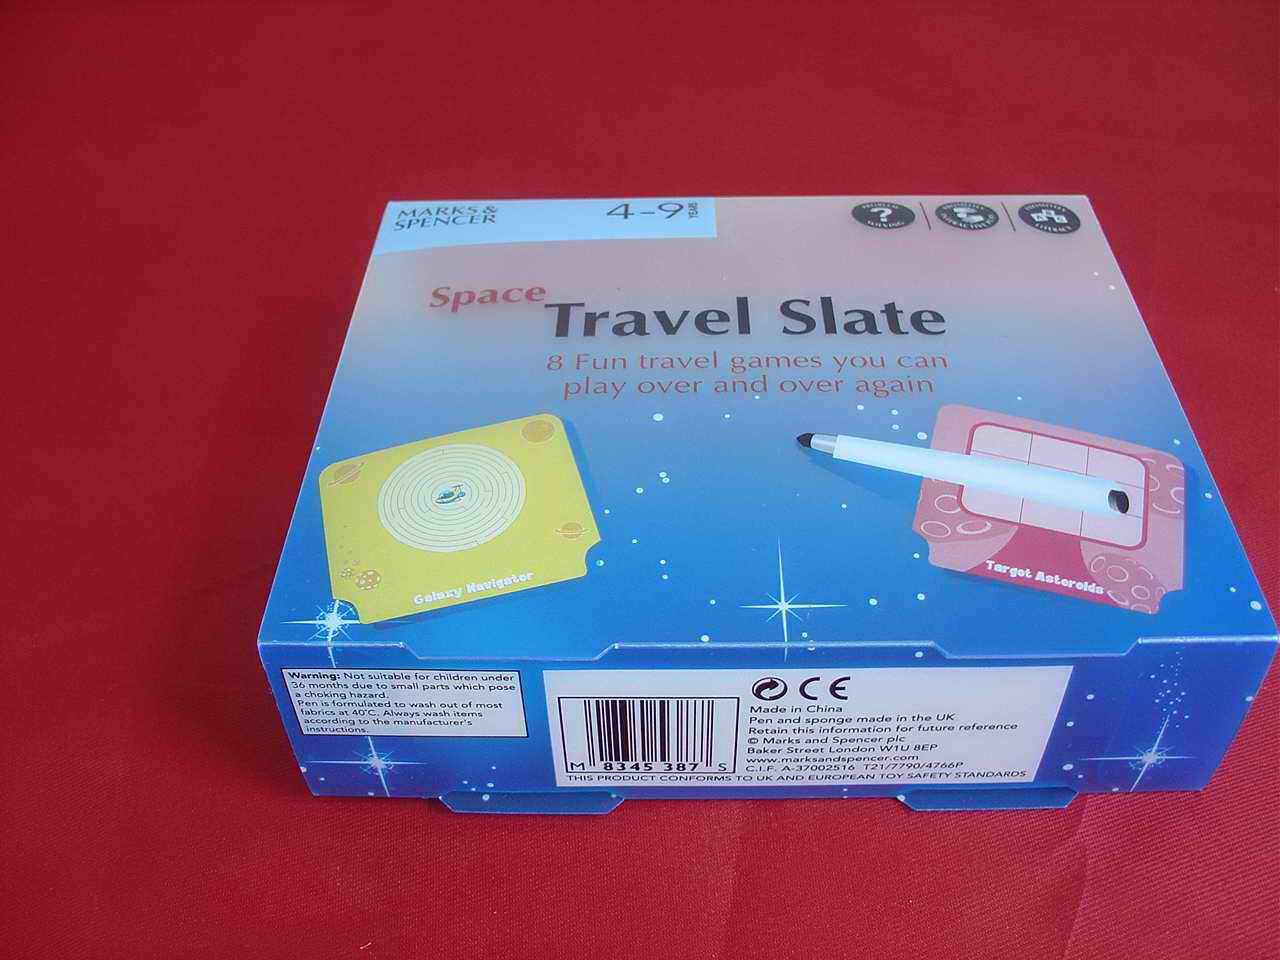 MARKS &
SPENCER
4-9 YEARS
?
Space
Travel Slate
8 Fun travel games you can
play over and over again
Galaxy Navigator
Target Asteroids
Warning: Not suitable for children under
36 months due to small parts which pose
a choking hazard.
Pen is formulated to wash out of most
fabrics at 40°C. Always wash items
according to the manufacturer's
instructions.
M 8345 387 S
CE
Made in China
Pen and sponge made in the UK
Retain this information for future reference
© Marks and Spencer plc
Baker Street London W1U 8EP
www.marksandspencer.com
C.I.F. A-37002516 T21/7790/4766P
THIS PRODUCT CONFORMS TO UK AND EUROPEAN TOY SAFETY STANDARDS